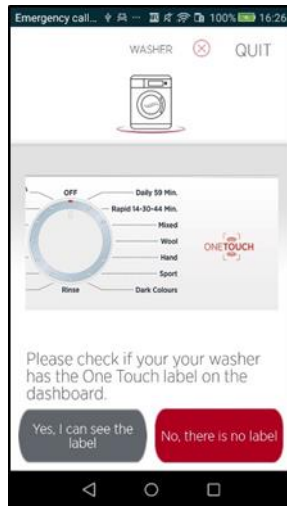 Emergency call... 100% 16:26
WASHER QUIT
OFF Daily 59 Min.
Rapid 14-30-44 Min.
Mixed
Wool
Hand
Sport
Rinse Dark Colours
ONETOUCH
Please check if your your washer
has the One Touch label on the
dashboard.
Yes, I can see the
label
No, there is no label